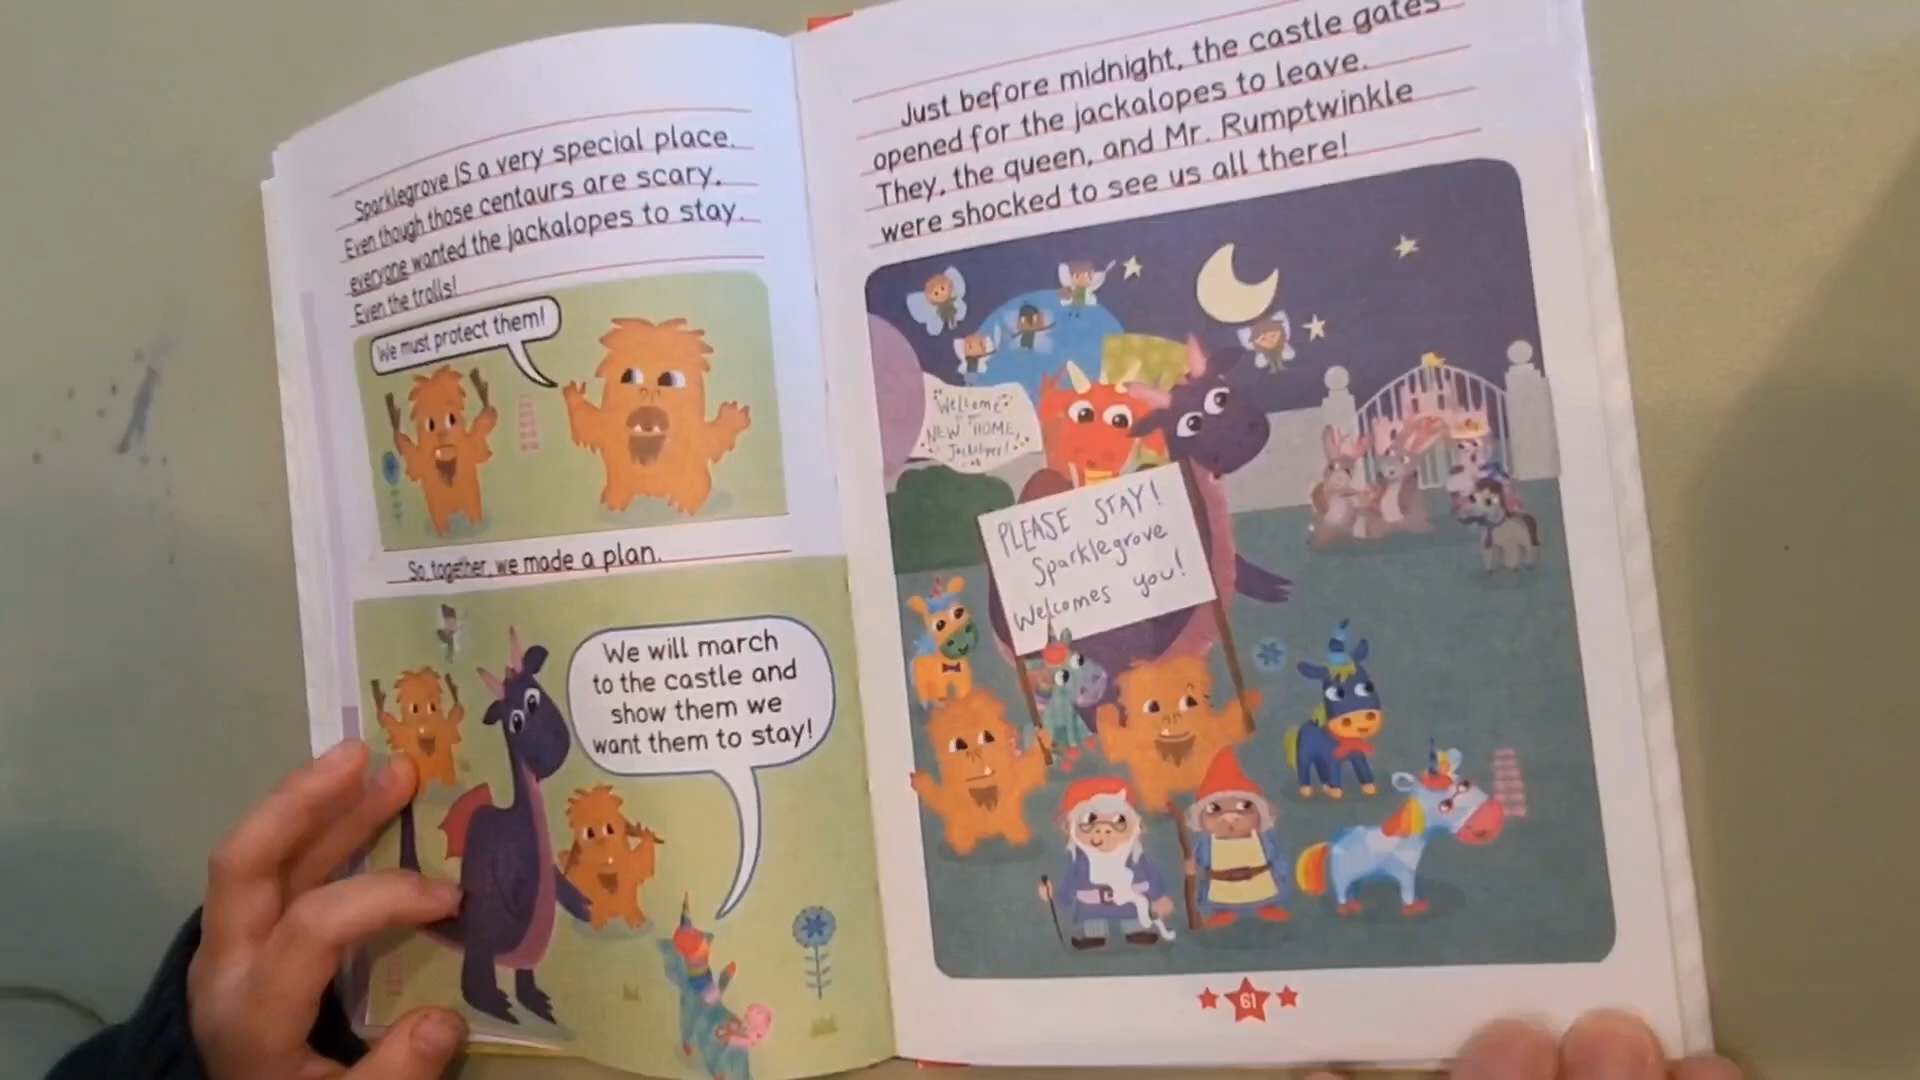 Sparklegrove IS a very special place.
Even though those centaurs are scary,
everyone wanted the jackalopes to stay.
Even the trolls!
We must protect them!
So, together, we made a plan.
We will march
to the castle and
show them we
want them to stay!
Just before midnight, the castle gates
opened for the jackalopes to leave.
They, the queen, and Mr. Rumptwinkle
were shocked to see us all there!
Welcome
NEW HOME,
Jackalopes!
PLEASE STAY!
Sparklegrove
Welcomes you!
61